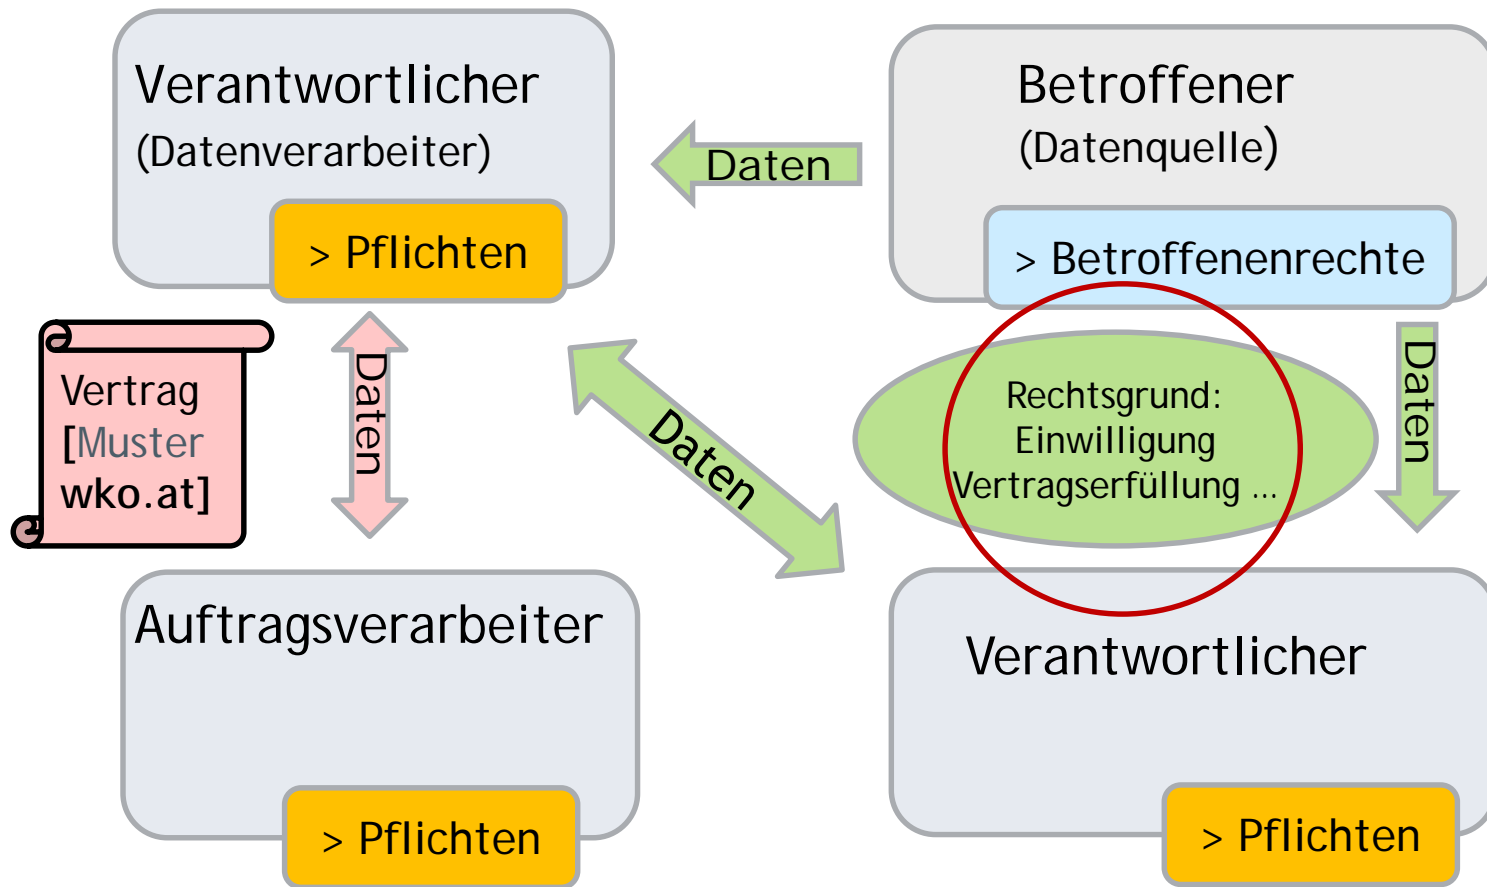 Verantwortlicher
(Datenverarbeiter)
> Pflichten
Daten
Betroffener
(Datenquelle)
> Betroffenenrechte
Vertrag
[Muster
wko.at]
Daten
Daten
Rechtsgrund:
Einwilligung
Vertragserfüllung ...
Daten
Auftragsverarbeiter
> Pflichten
Verantwortlicher
> Pflichten